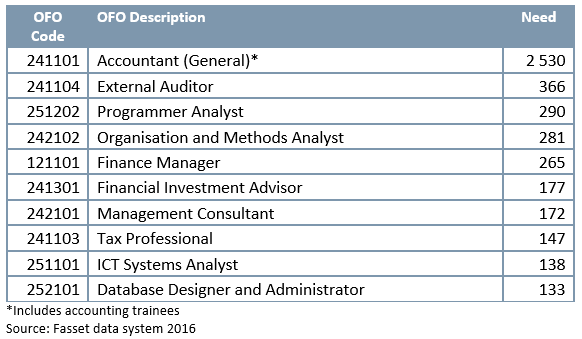 OFO Code OFO Description Need
241101 Accountant (General)* 2 530
241104 External Auditor 366
251202 Programmer Analyst 290
242102 Organisation and Methods Analyst 281
121101 Finance Manager 265
241301 Financial Investment Advisor 177
242101 Management Consultant 172
241103 Tax Professional 147
251101 ICT Systems Analyst 138
252101 Database Designer and Administrator 133
*Includes accounting trainees
Source: Fasset data system 2016